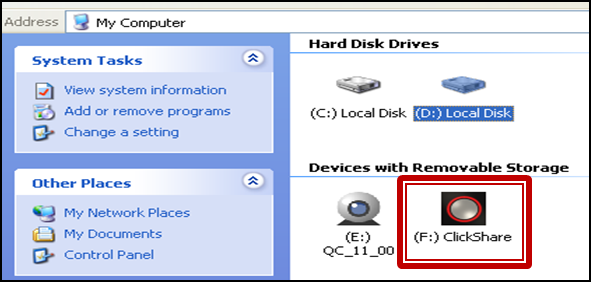 Address My Computer
System Tasks
View system information
Add or remove programs
Change a setting
Other Places
My Network Places
My Documents
Control Panel
Hard Disk Drives
(C:) Local Disk (D:) Local Disk
Devices with Removable Storage
(E:)
QC_11_00
(F:) ClickShare